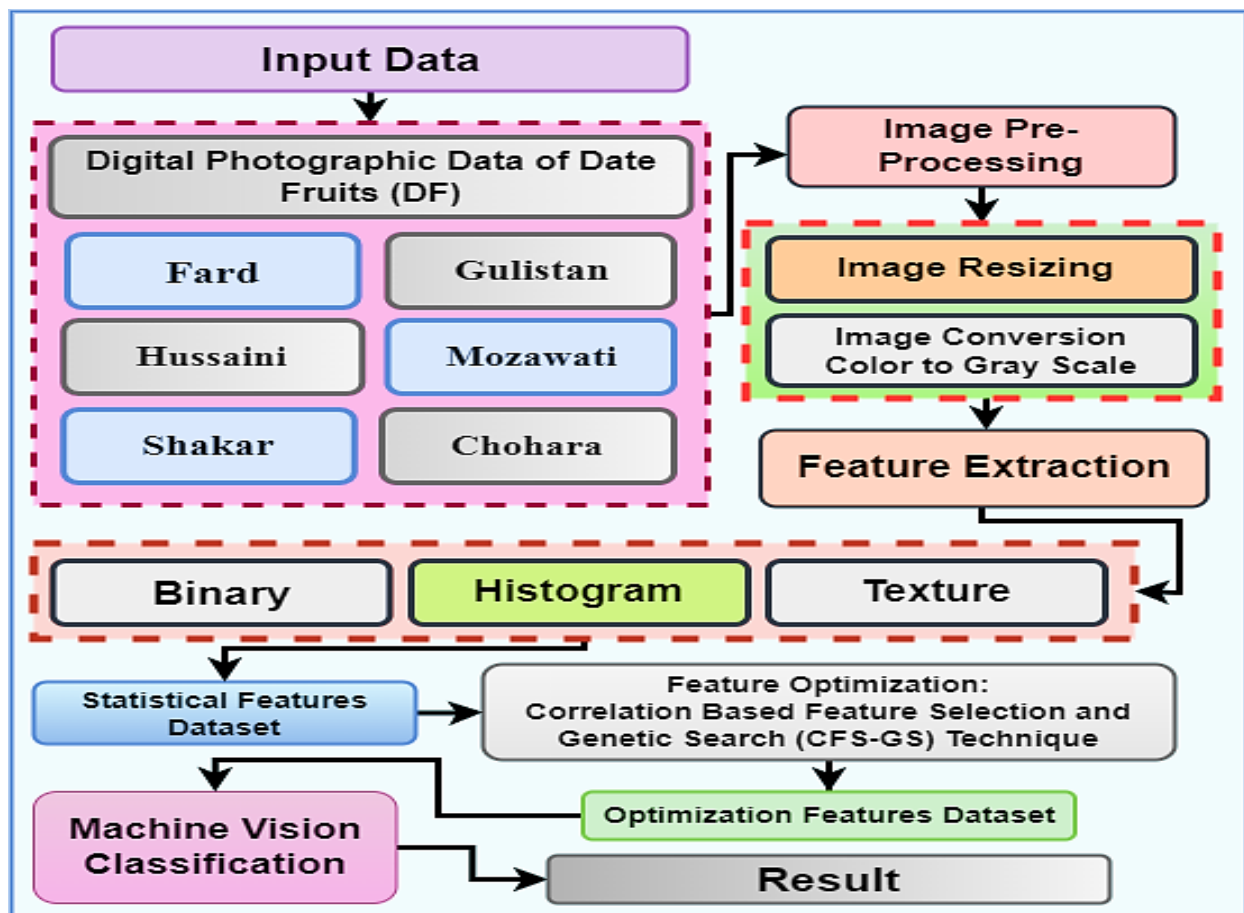 Input Data
Digital Photographic Data of Date
Fruits (DF)
Fard
Gulistan
Hussaini
Mozawati
Shakar
Chohara
Image Pre-
Processing
Image Resizing
Image Conversion
Color to Gray Scale
Feature Extraction
Binary
Histogram
Texture
Statistical Features
Dataset
Feature Optimization:
Correlation Based Feature Selection and
Genetic Search (CFS-GS) Technique
Optimization Features Dataset
Machine Vision
Classification
Result